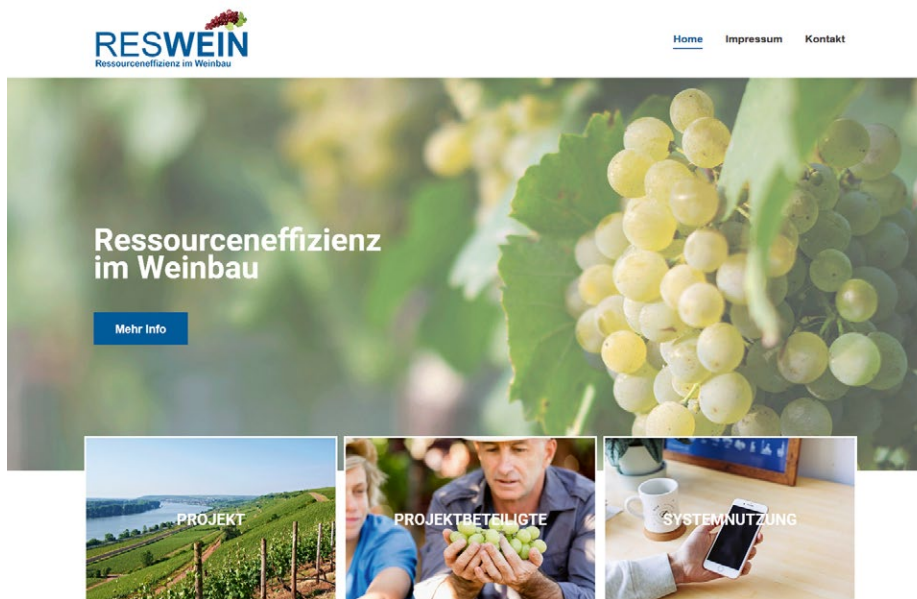 RESWEIN
Ressourceneffizienz im Weinbau
Home Impressum Kontakt
Ressourceneffizienz
im Weinbau
Mehr Info
PROJEKT PROJEKTBETEILIGTE SYSTEMNUTZUNG